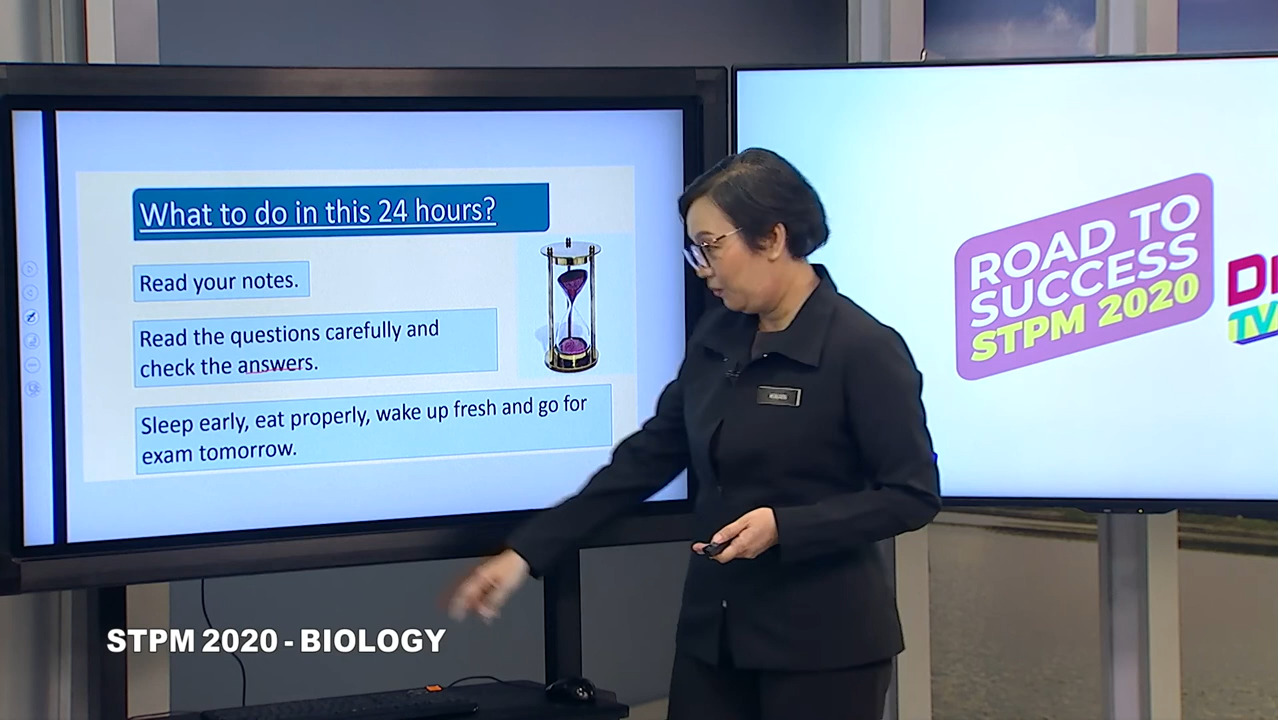 What to do in this 24 hours?
Read your notes.
Read the questions carefully and
check the answers.
Sleep early, eat properly, wake up fresh and go for
exam tomorrow.
ROAD TO
SUCCESS
STPM 2020
TV
STPM 2020 - BIOLOGY